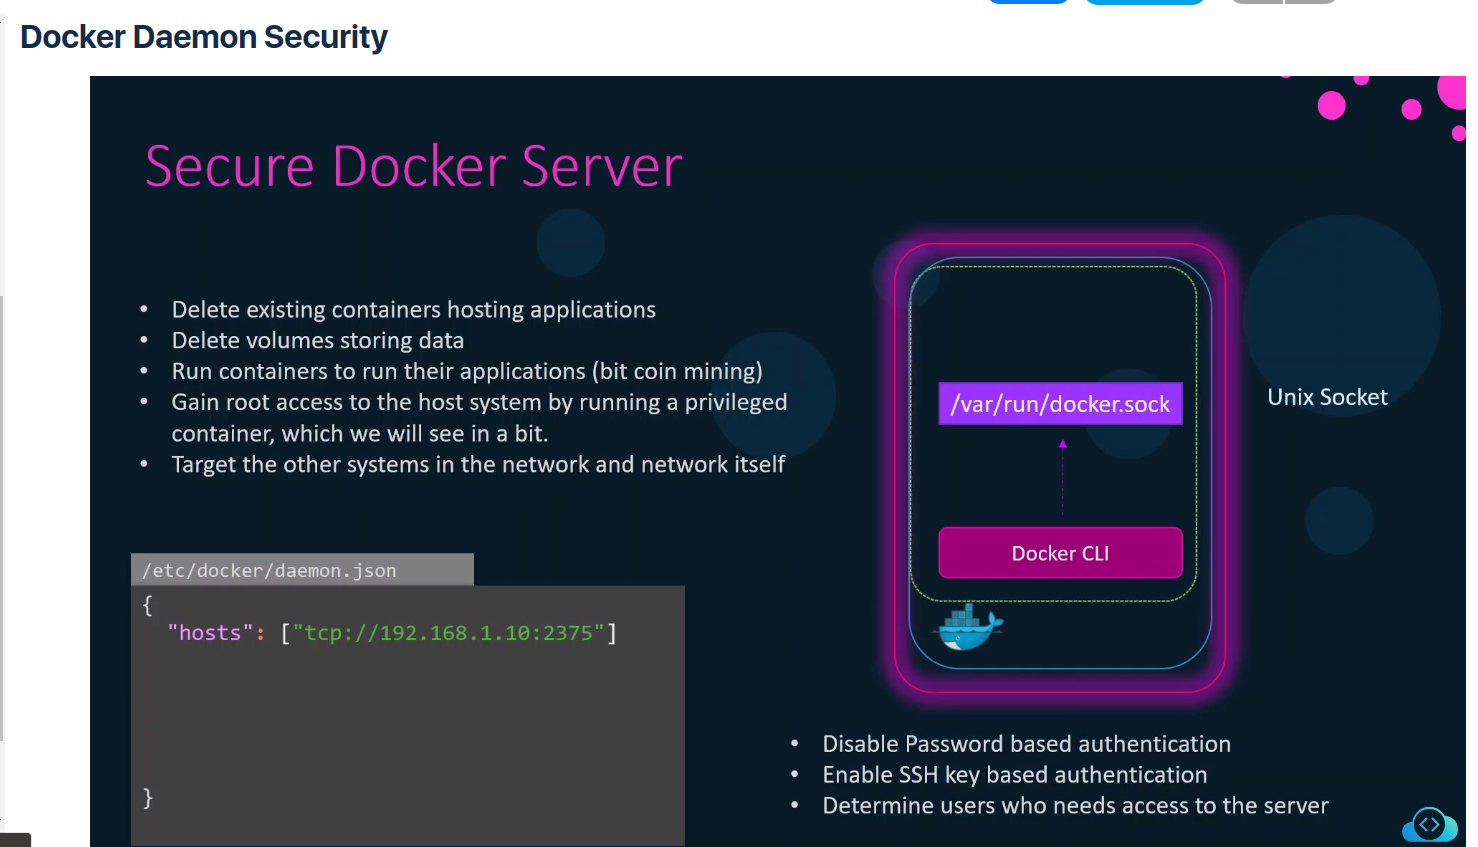 Docker Daemon Security
Secure Docker Server
• Delete existing containers hosting applications
• Delete volumes storing data
• Run containers to run their applications (bit coin mining)
• Gain root access to the host system by running a privileged
container, which we will see in a bit.
• Target the other systems in the network and network itself
/etc/docker/daemon.json
{
"hosts": ["tcp://192.168.1.10:2375"]
}
/var/run/docker.sock
Unix Socket
Docker CLI
• Disable Password based authentication
• Enable SSH key based authentication
• Determine users who needs access to the server